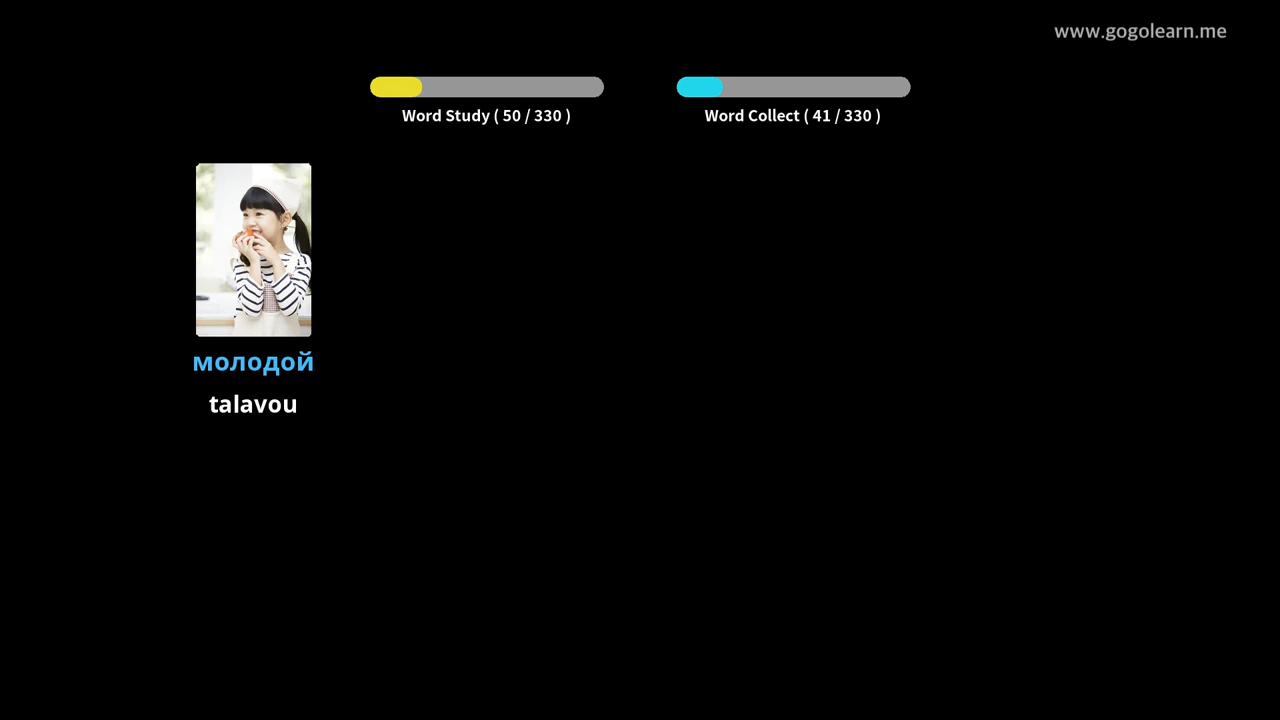 www.gogolearn.me
Word Study ( 50 / 330 )
Word Collect ( 41 / 330 )
молодой
talavou